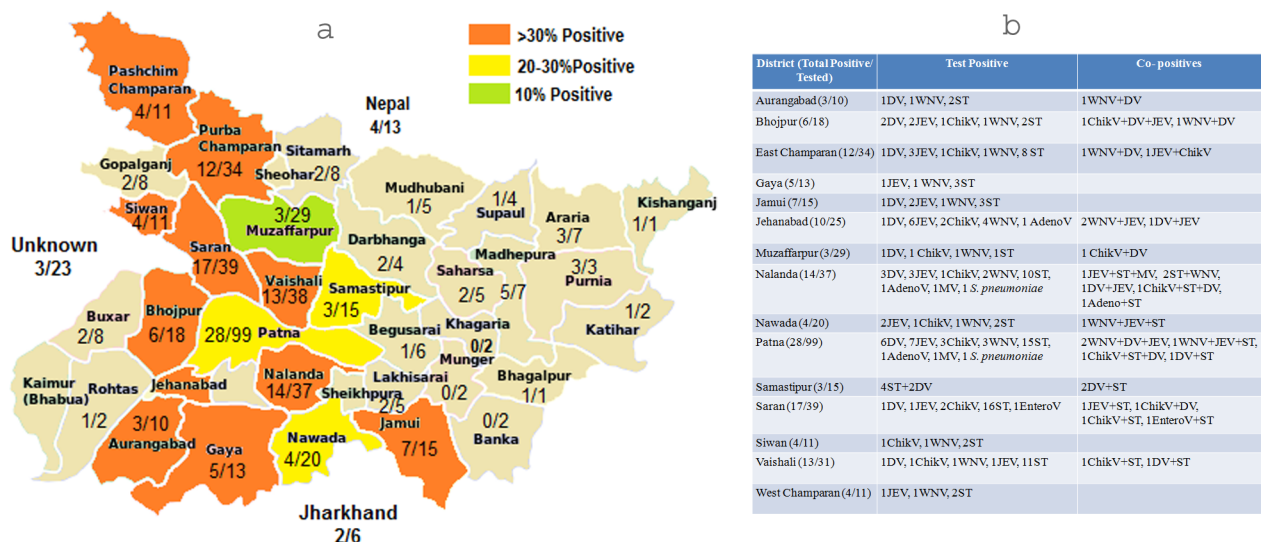 a
>30% Positive
20-30%Positive
10% Positive
Pashchim
Champaran
4/11
Nepal
4/13
Purba
Champaran
12/34
Gopalganj
2/8
Sitamarh
Sheohar 2/8
Mudhubani
1/5
1/4
Supaul
Araria
3/7
Kishanganj
1/1
Siwan
4/11
3/29
Muzaffarpur
Unknown
3/23
Saran
17/39
Darbhanga
2/4
Madhepura
5/7
Saharsa
2/5
3/3
Purnia
Vaishali
13/38
Samastipur
3/15
Buxar
2/8
Bhojpur
6/18
28/99
Patna
Begusarai
1/6
Khagaria
0/2
1/2
Katihar
Munger
0/2
Kaimur
(Bhabua)
Rohtas
1/2
Jehanabad
Nalanda
14/37
Lakhisarai
Sheikhpura
2/5
Bhagalpur
1/1
3/10
Aurangabad
Gaya
5/13
Nawada
4/20
Jamui
7/15
0/2
Banka
Jharkhand
2/6
b
District (Total Positive/ Test Positive Co- positives
Tested)
Aurangabad (3/10) 1DV, 1WNV, 2ST 1WNV+DV
Bhojpur (6/18) 2DV, 2JEV, 1ChikV, 1WNV, 2ST 1ChikV+DV+JEV, 1WNV+DV
East Champaran (12/34) 1DV, 3JEV, 1ChikV, 1WNV, 8 ST 1WNV+DV, 1JEV+ChikV
Gaya (5/13) 1JEV, 1 WNV, 3ST
Jamui (7/15) 1DV, 2JEV, 1WNV, 3ST
Jehanabad (10/25) 1DV, 6JEV, 2ChikV, 4WNV, 1 AdenoV 2WNV+JEV, 1DV+JEV
Muzaffarpur (3/29) 1DV, 1 ChikV, 1WNV, 1ST 1 ChikV+DV
Nalanda (14/37) 3DV, 3JEV, 1ChikV, 2WNV, 10ST, 1JEV+ST+MV, 2ST+WNV,
1AdenoV, 1MV, 1 S. pneumoniae 1DV+JEV, 1ChikV+ST+DV,
1Adeno+ST
Nawada (4/20) 2JEV, 1ChikV, 1WNV, 2ST 1WNV+JEV+ST
Patna (28/99) 6DV, 7JEV, 3ChikV, 3WNV, 15ST, 2WNV+DV+JEV, 1WNV+JEV+ST,
1AdenoV, 1MV, 1 S. pneumoniae 1ChikV+ST+DV, 1DV+ST
Samastipur (3/15) 4ST+2DV 2DV+ST
Saran (17/39) 1DV, 1JEV, 2ChikV, 16ST, 1EnteroV 1JEV+ST, 1ChikV+DV,
1ChikV+ST, 1EnteroV+ST
Siwan (4/11) 1ChikV, 1WNV, 2ST
Vaishali (13/31) 1DV, 1ChikV, 1WNV, 1JEV, 11ST 1ChikV+ST, 1DV+ST
West Champaran (4/11) 1JEV, 1WNV, 2ST